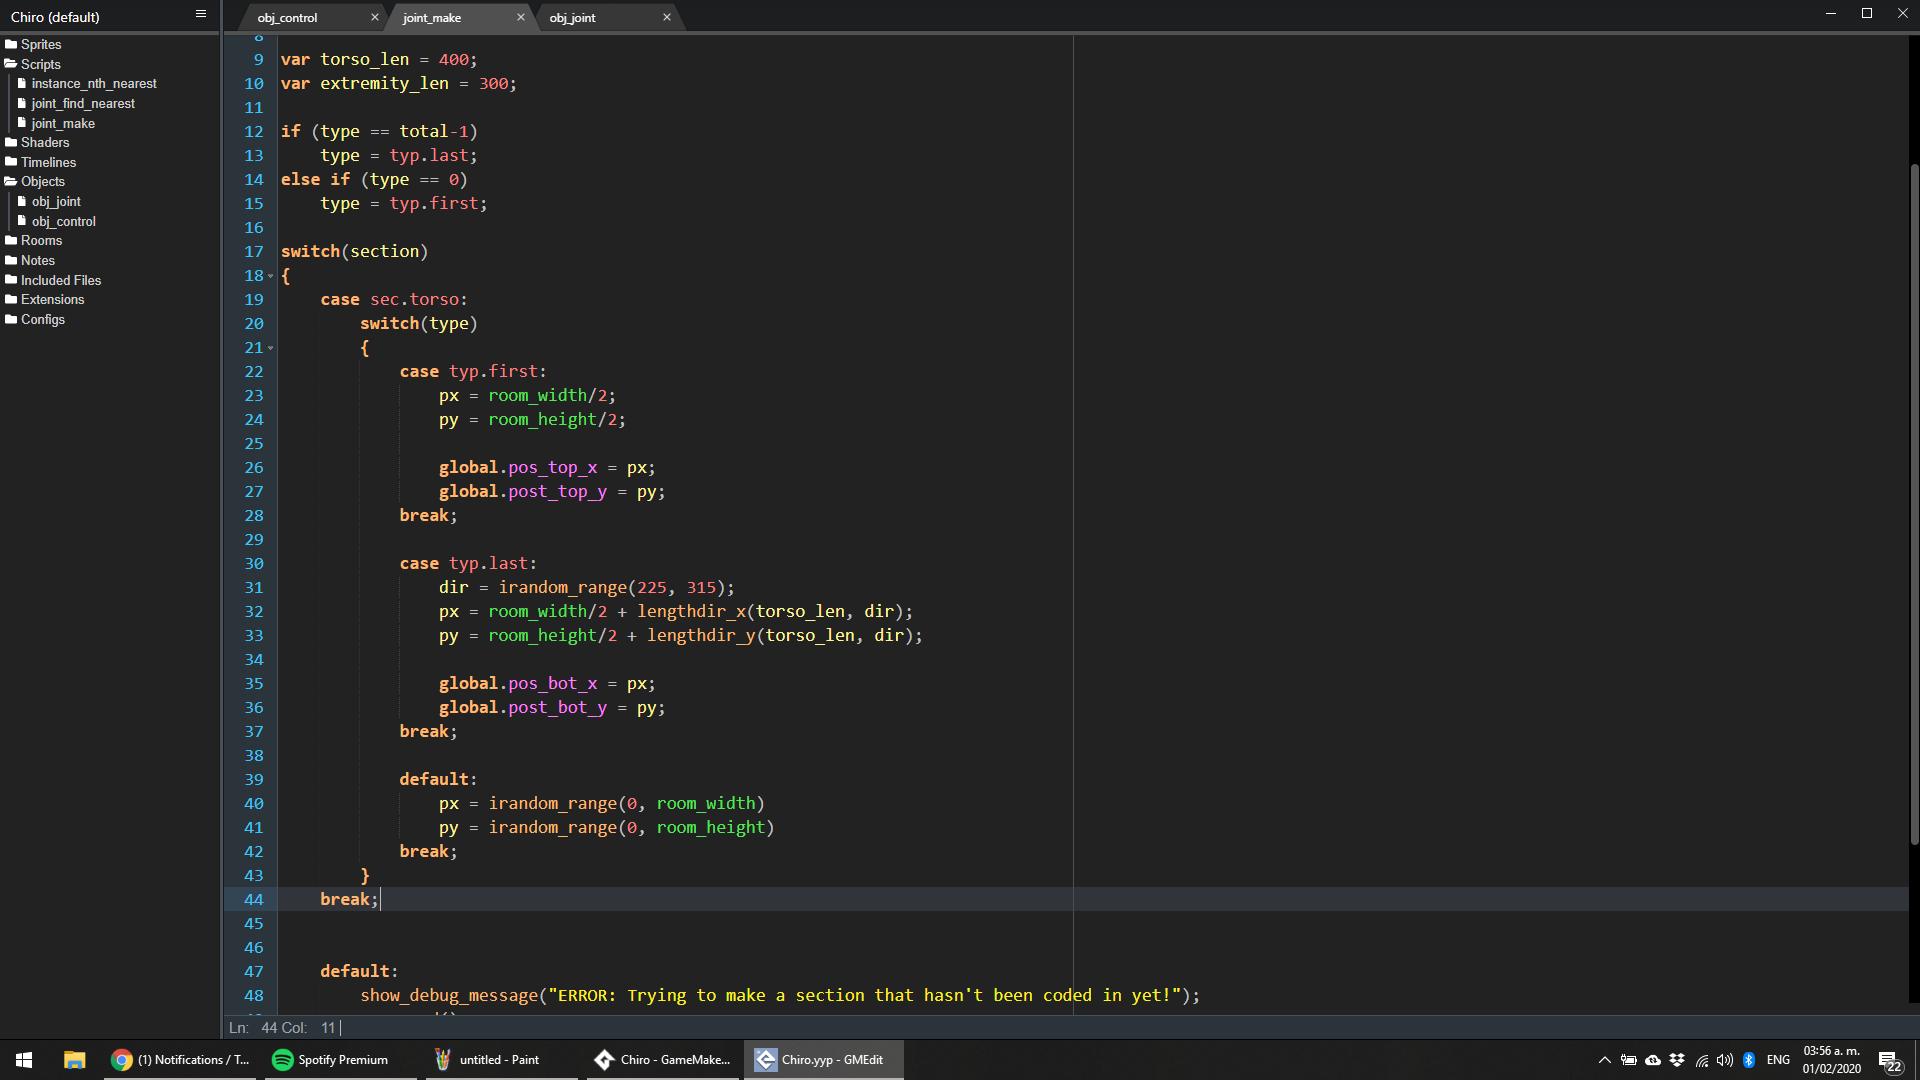 Chiro (default)
obj_control
joint_make
obj_joint
Sprites
Scripts
instance_nth_nearest
joint_find_nearest
joint_make
Shaders
Timelines
Objects
obj_joint
obj_control
Rooms
Notes
Included Files
Extensions
Configs
8
9 var torso_len = 400;
10 var extremity_len = 300;
11
12 if (type == total-1)
13 type = typ.last;
14 else if (type == 0)
15 type = typ.first;
16
17 switch(section)
18 {
19 case sec.torso:
20 switch(type)
21 {
22 case typ.first:
23 px = room_width/2;
24 py = room_height/2;
25
26 global.pos_top_x = px;
27 global.post_top_y = py;
28 break;
29
30 case typ.last:
31 dir = irandom_range(225, 315);
32 px = room_width/2 + lengthdir_x(torso_len, dir);
33 py = room_height/2 + lengthdir_y(torso_len, dir);
34
35 global.pos_bot_x = px;
36 global.post_bot_y = py;
37 break;
38
39 default:
40 px = irandom_range(0, room_width)
41 py = irandom_range(0, room_height)
42 break;
43 }
44 break;
45
46
47 default:
48 show_debug_message("ERROR: Trying to make a section that hasn't been coded in yet!");
Ln: 44 Col: 11
(1) Notifications / T...
Spotify Premium
untitled - Paint
Chiro - GameMake...
Chiro.yyp - GMEdit
ENG
03:56 a. m.
01/02/2020
22